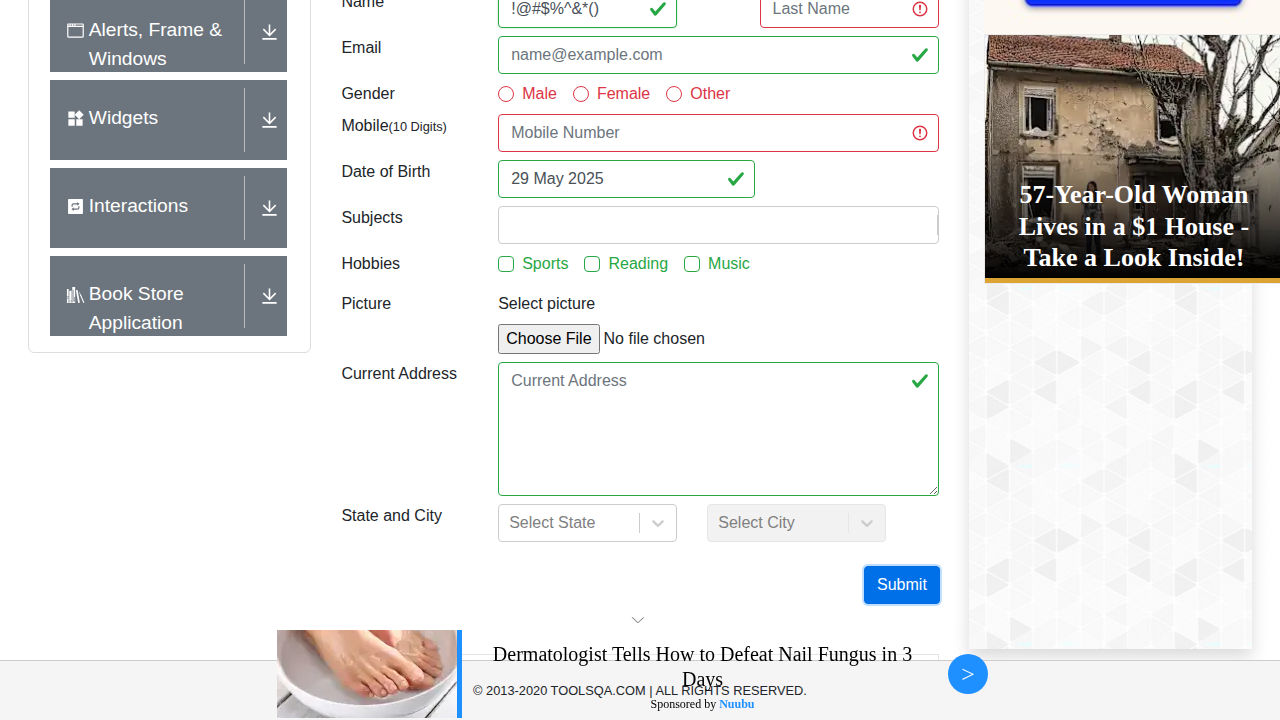 Name !@#$%^&*() Last Name
Alerts, Frame & Windows
Email name@example.com
Gender Male Female Other
Widgets
Mobile(10 Digits) Mobile Number
Date of Birth 29 May 2025
Interactions
Subjects
Hobbies Sports Reading Music
Book Store Application
Picture Select picture
Choose File No file chosen
Current Address Current Address
State and City Select State Select City
Submit
57-Year-Old Woman
Lives in a $1 House -
Take a Look Inside!
Dermatologist Tells How to Defeat Nail Fungus in 3
Days
© 2013-2020 TOOLSQA.COM | ALL RIGHTS RESERVED.
Sponsored by Nuubu
>